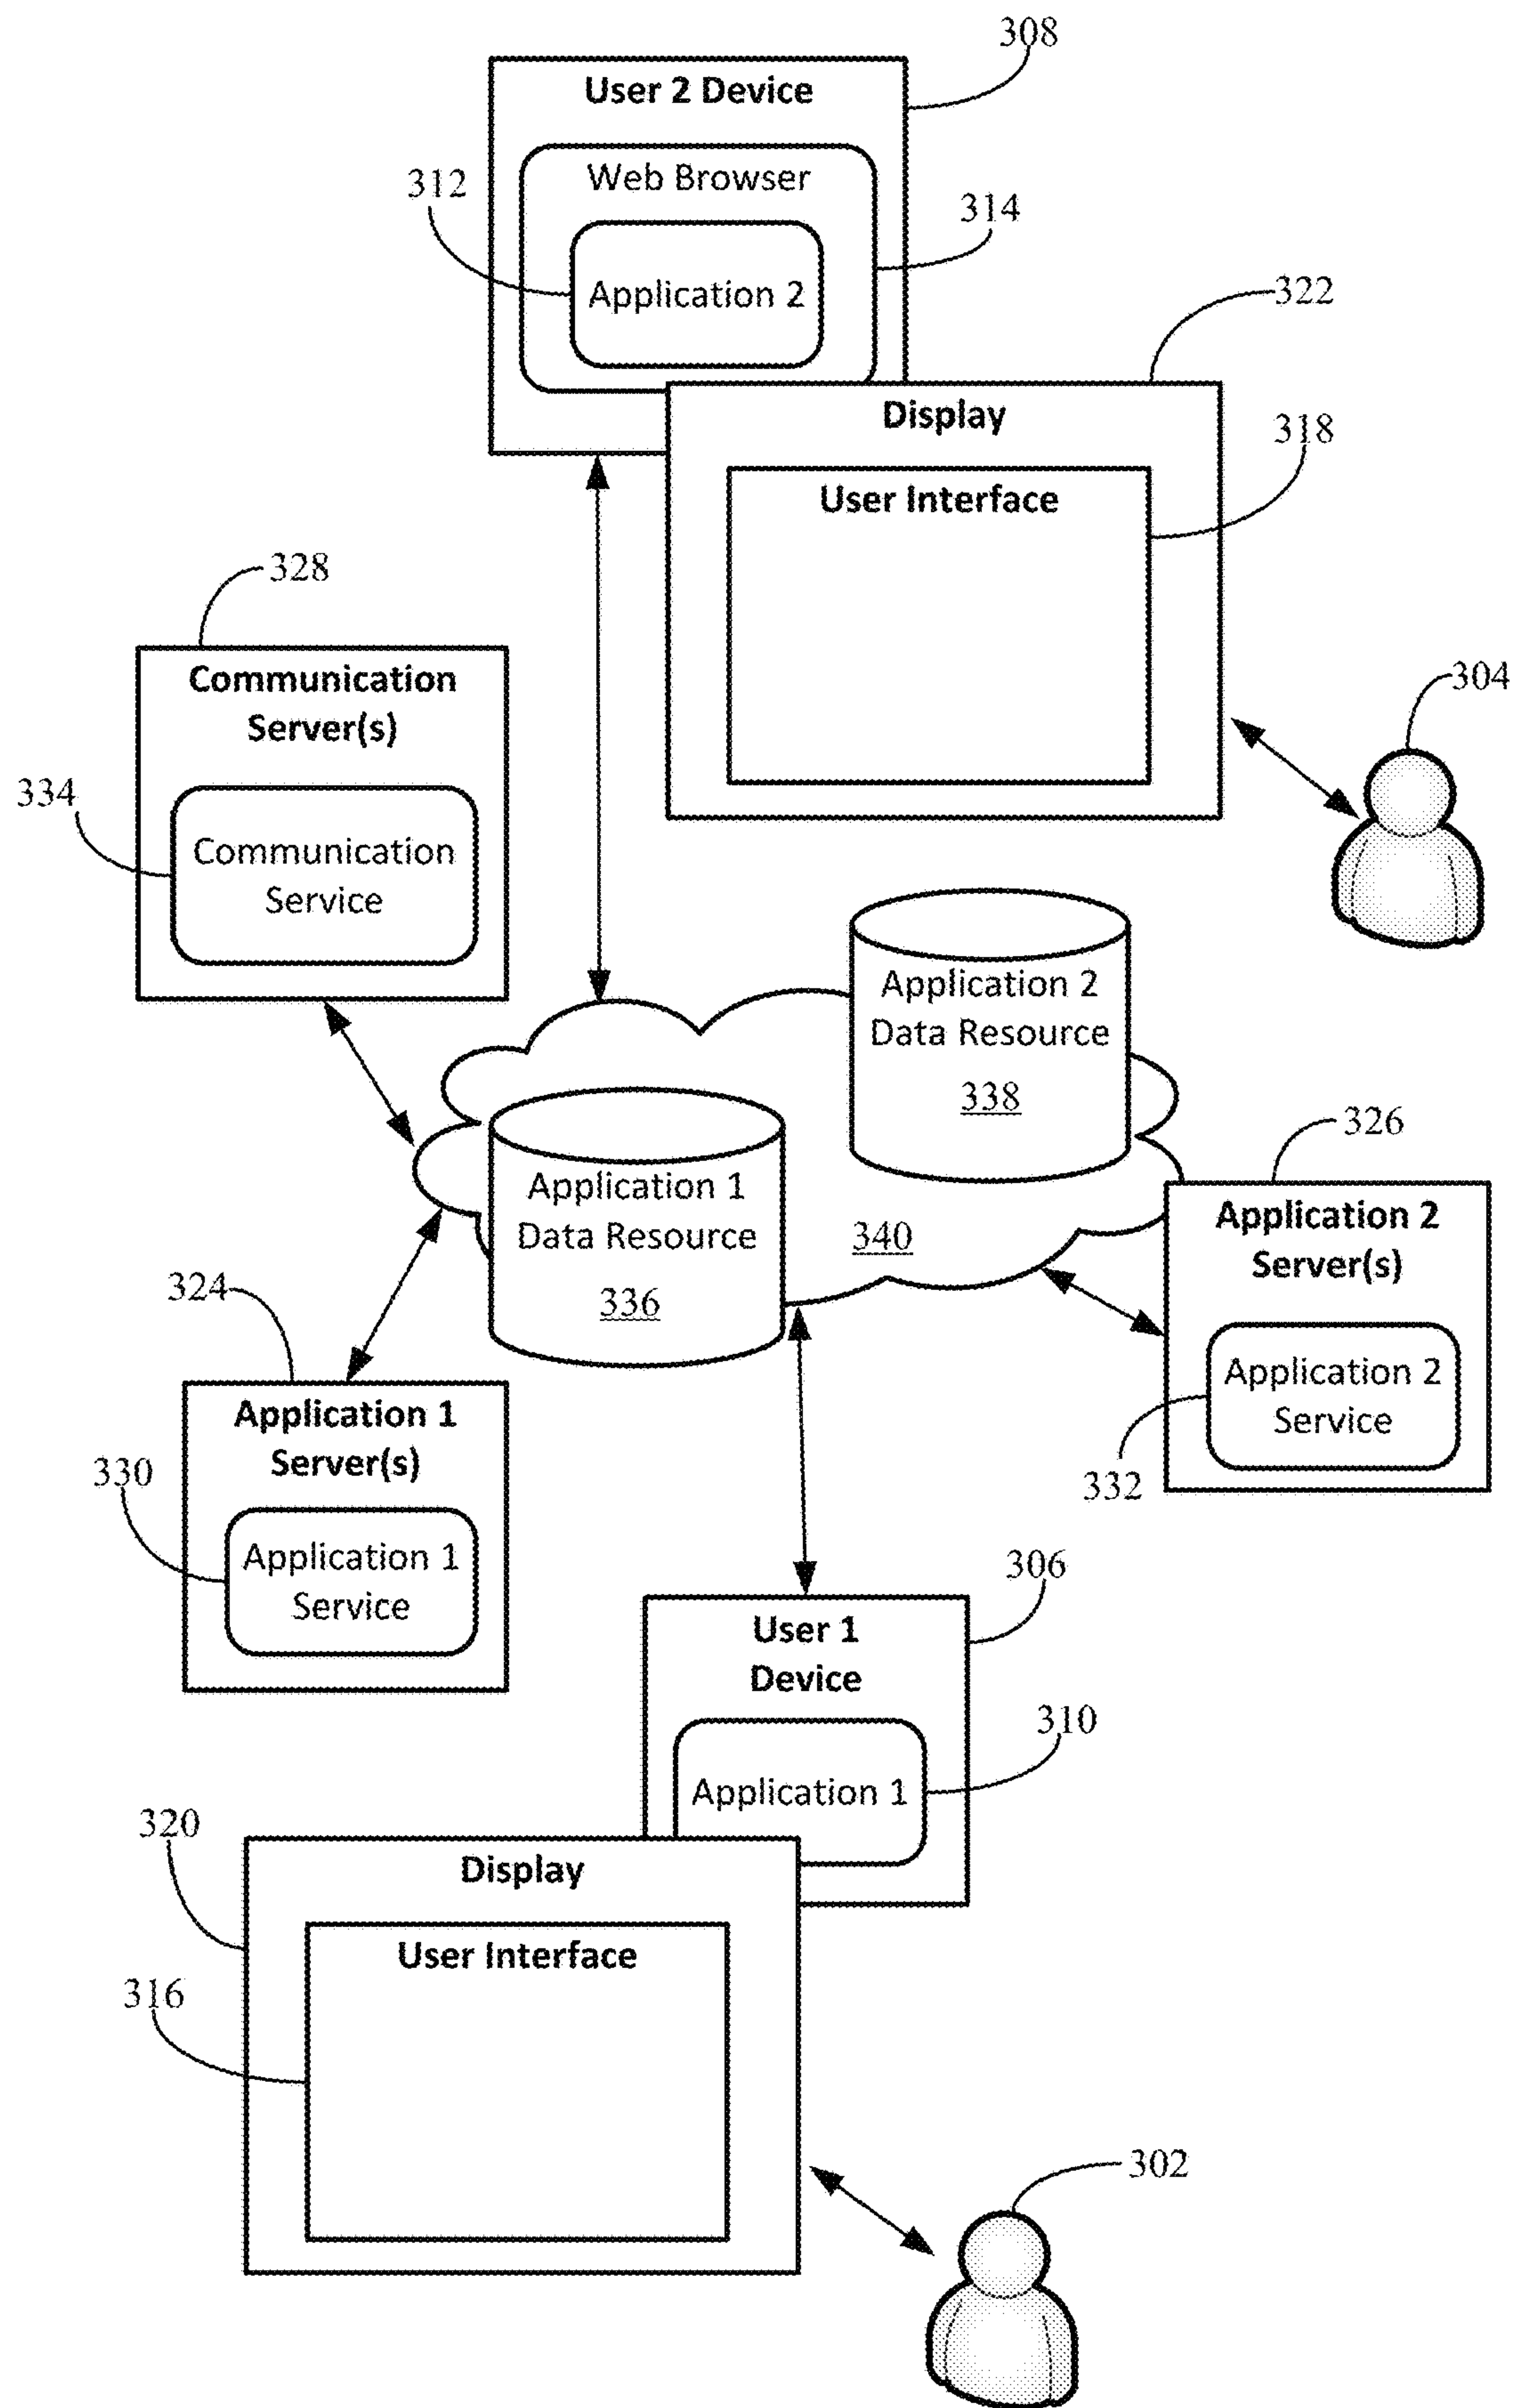 308
User 2 Device
Web Browser
312
314
Application 2
322
Display
318
User Interface
328
Communication
Server(s)
304
334
Communication
Service
Application 2
Data Resource
338
326
Application 1
Data Resource
336
340
Application 2
Server(s)
324
Application 2
Service
332
Application 1
Server(s)
330
Application 1
Service
306
User 1
Device
310
Application 1
320
Display
User Interface
316
302